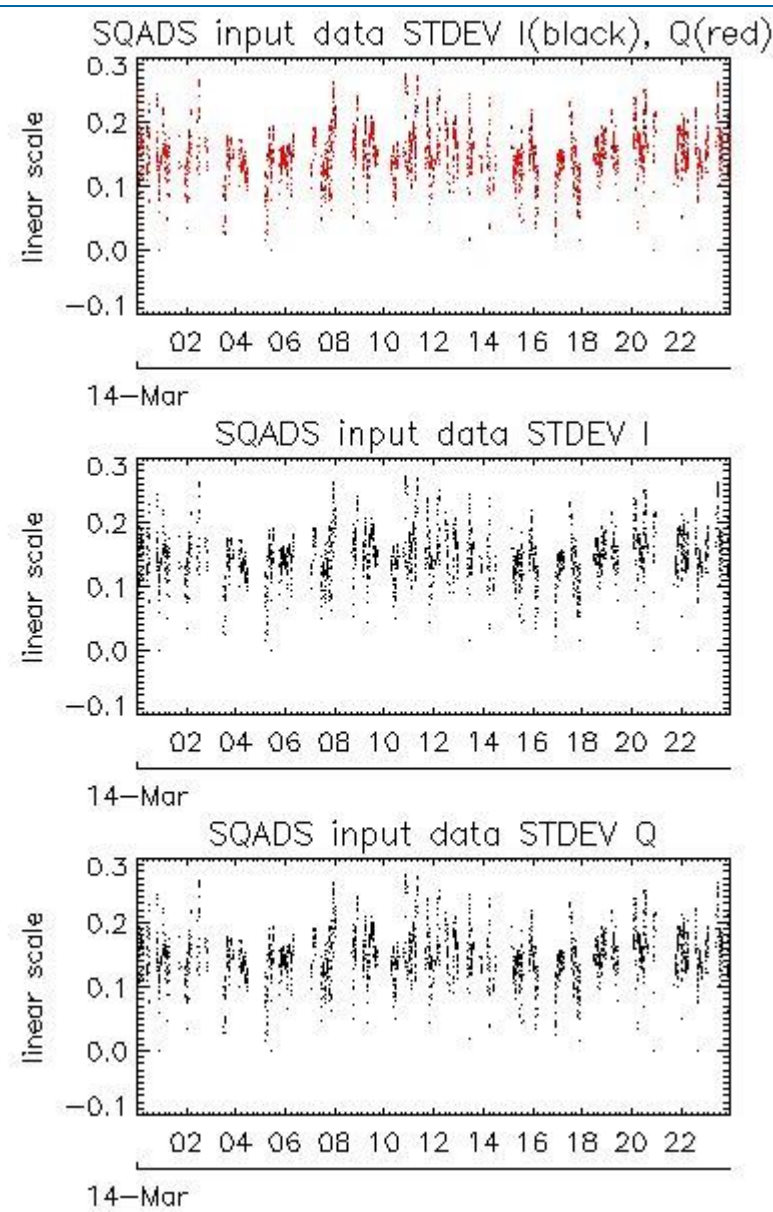 SQADS input data STDEV I(black), Q(red)
0.3
0.2
0.1
0.0
−0.1
linear scale
02 04 06 08 10 12 14 16 18 20 22
14−Mar
SQADS input data STDEV I
0.3
0.2
0.1
0.0
−0.1
linear scale
02 04 06 08 10 12 14 16 18 20 22
14−Mar
SQADS input data STDEV Q
0.3
0.2
0.1
0.0
−0.1
linear scale
02 04 06 08 10 12 14 16 18 20 22
14−Mar